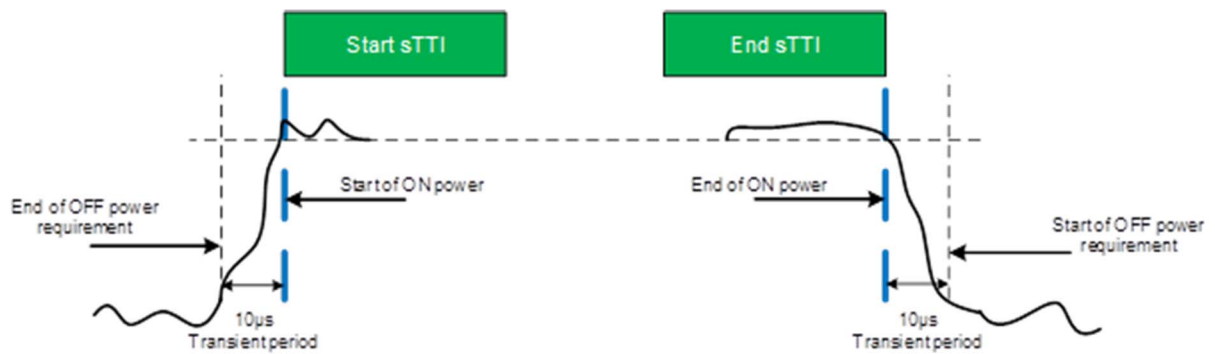 Start sTTI
End sTTI
Start of ON power
End of ON power
End of OFF power
requirement
Start of OFF power
requirement
10µs
Transient period
10µs
Transient period